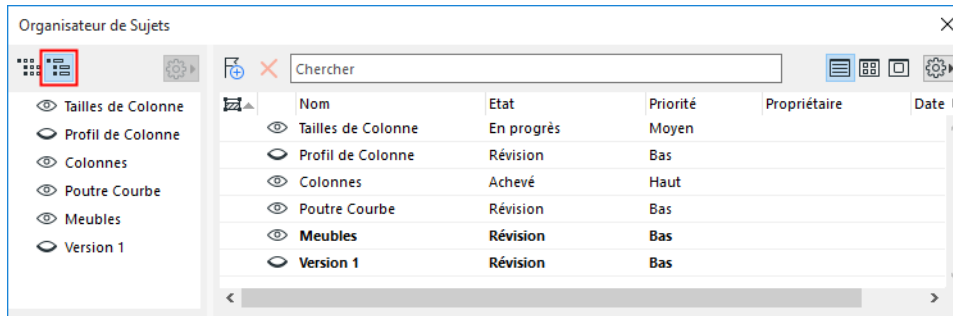 Organisateur de Sujets
Chercher
Tailles de Colonne
Profil de Colonne
Colonnes
Poutre Courbe
Meubles
Version 1
Nom Etat Priorité Propriétaire Date
Tailles de Colonne En progrès Moyen
Profil de Colonne Révision Bas
Colonnes Achevé Haut
Poutre Courbe Révision Bas
Meubles Révision Bas
Version 1 Révision Bas